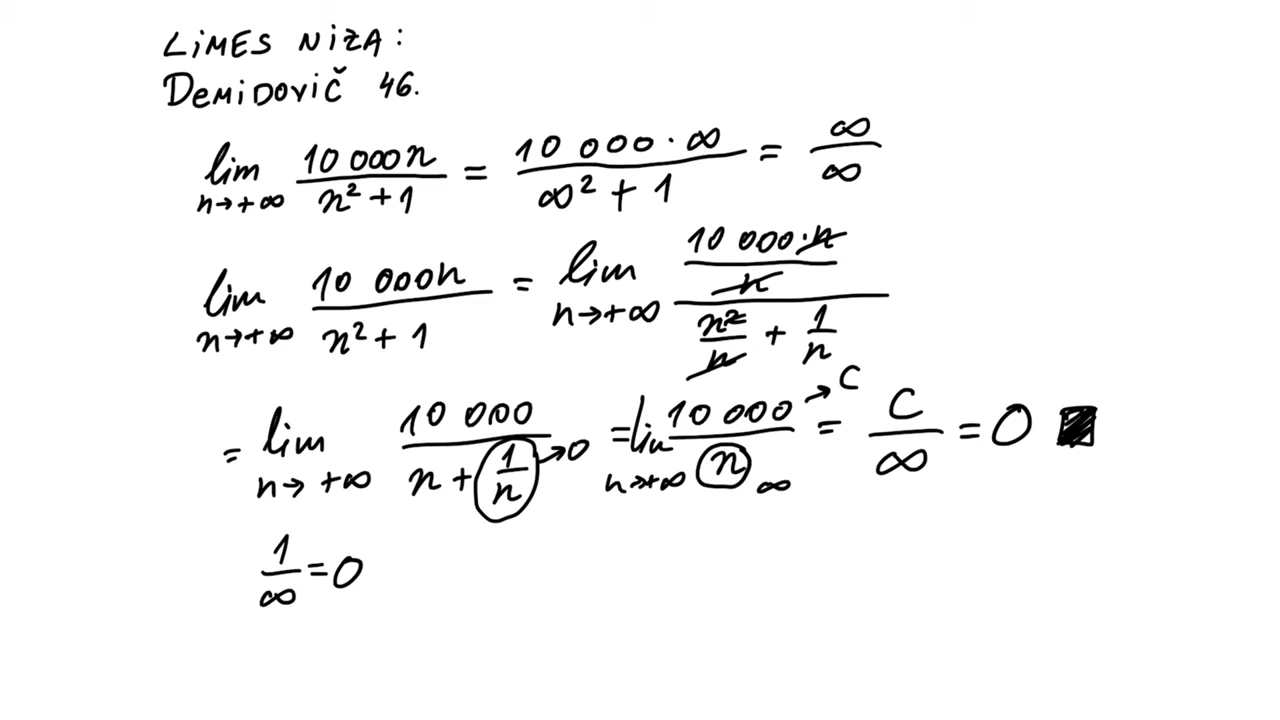 LIMES NIZA:
DEMIDOVIČ 46.
lim n→+∞ 10 000n / n² + 1 = 10 000 · ∞ / ∞² + 1 = ∞ / ∞
lim n→+∞ 10 000n / n² + 1 = lim n→+∞ (10 000 · n / n) / (n² / n + 1 / n)
= lim n→+∞ 10 000 / n + 1 / n → 0 = lim n→+∞ 10 000 → C / n ∞ = C / ∞ = 0 ■
1 / ∞ = 0